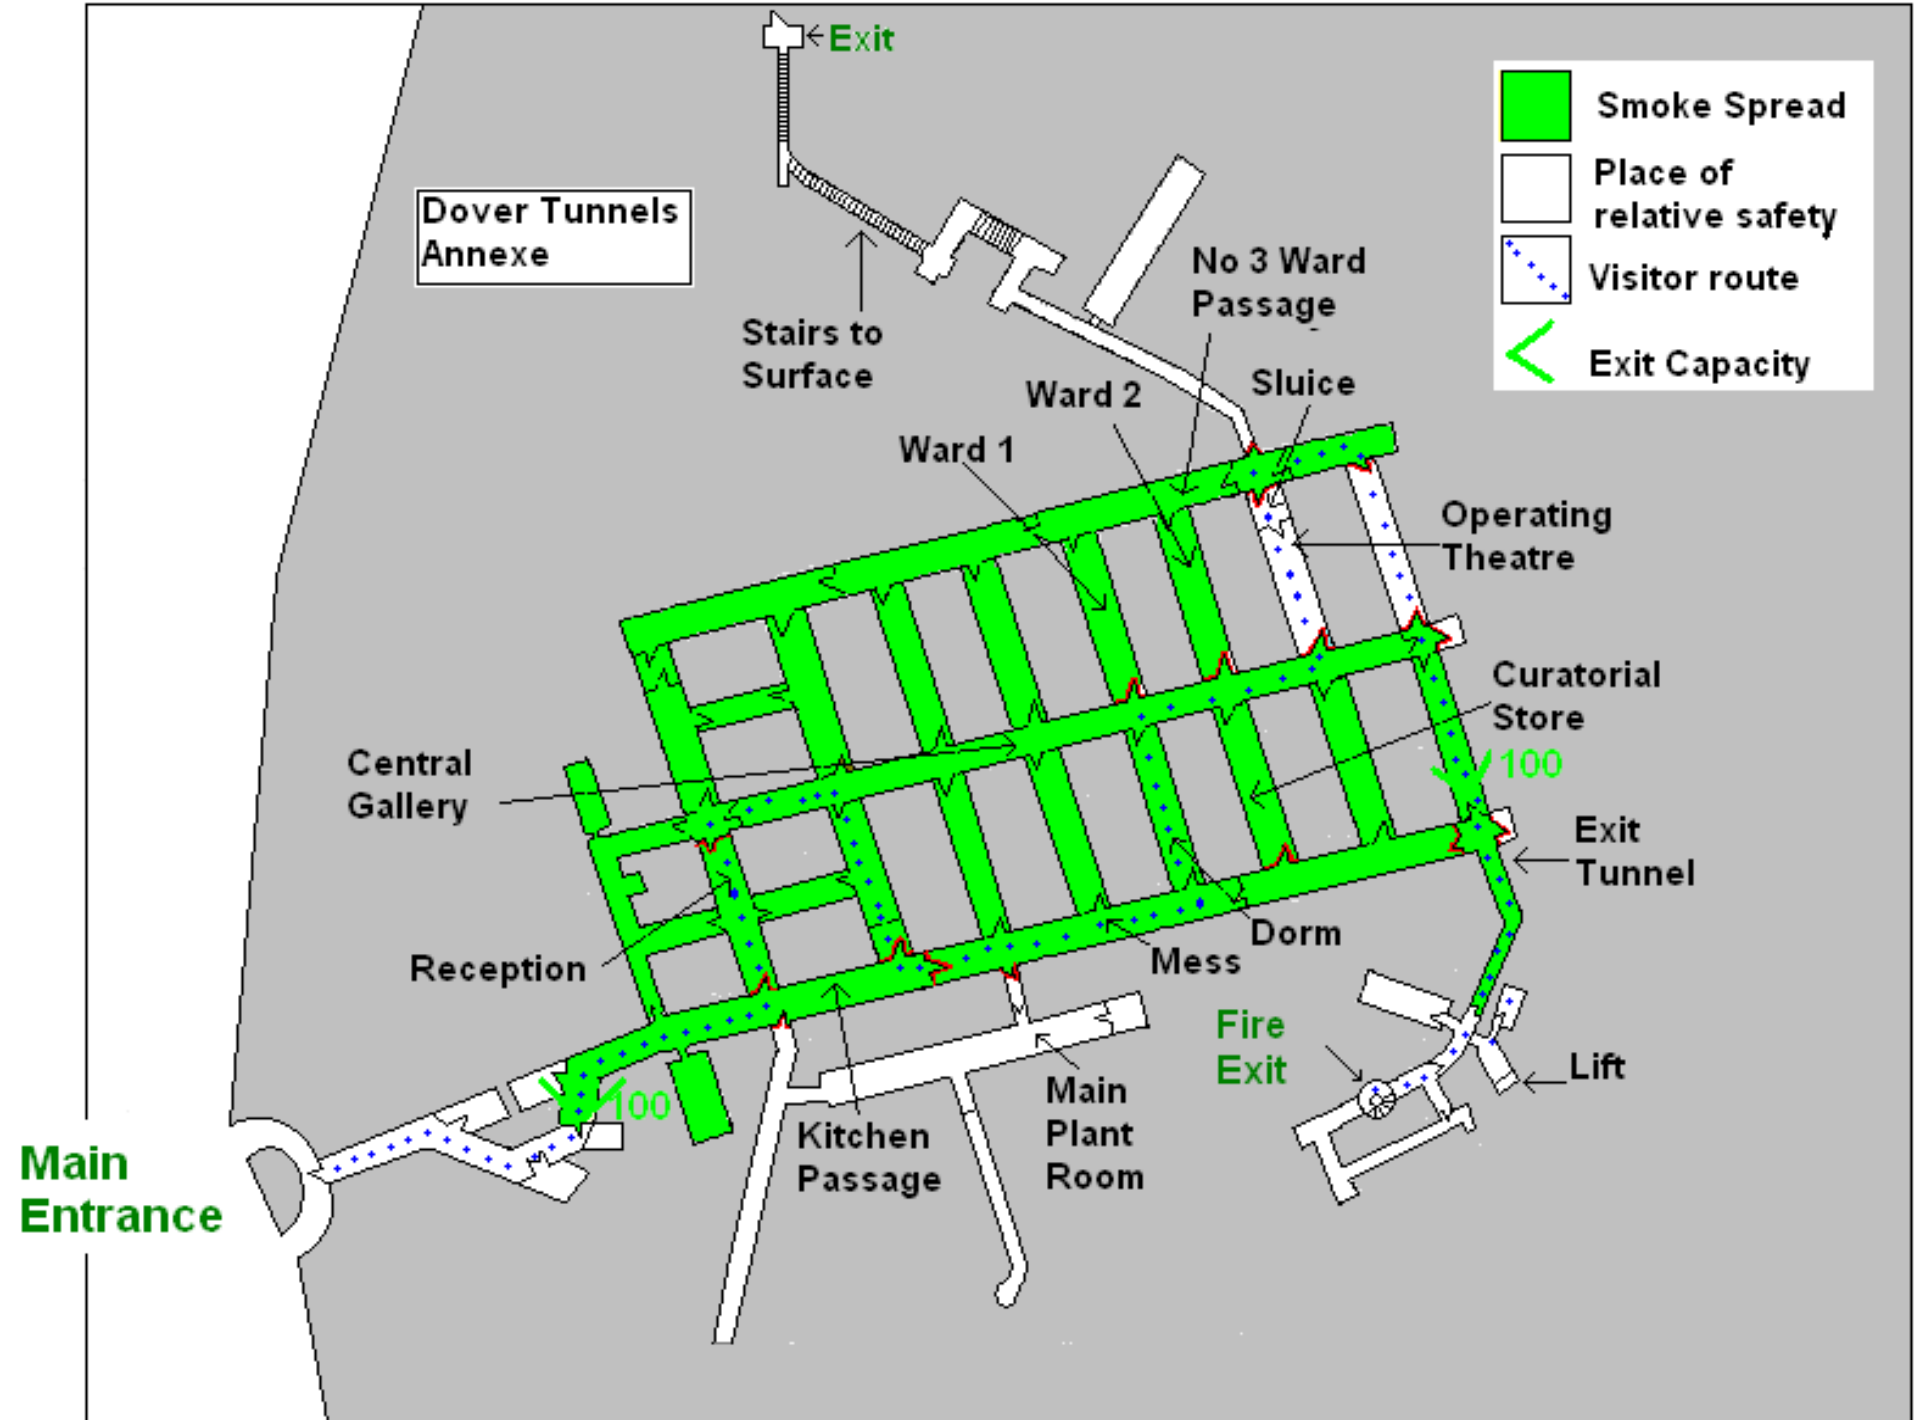 Exit
Smoke Spread
Place of
relative safety
Visitor route
Exit Capacity
Dover Tunnels
Annexe
No 3 Ward
Passage
Stairs to
Surface
Sluice
Ward 2
Ward 1
Operating
Theatre
Curatorial
Store
Central
Gallery
100
Exit
Tunnel
Dorm
Mess
Reception
Fire
Exit
Lift
100
Main
Plant
Room
Kitchen
Passage
Main
Entrance